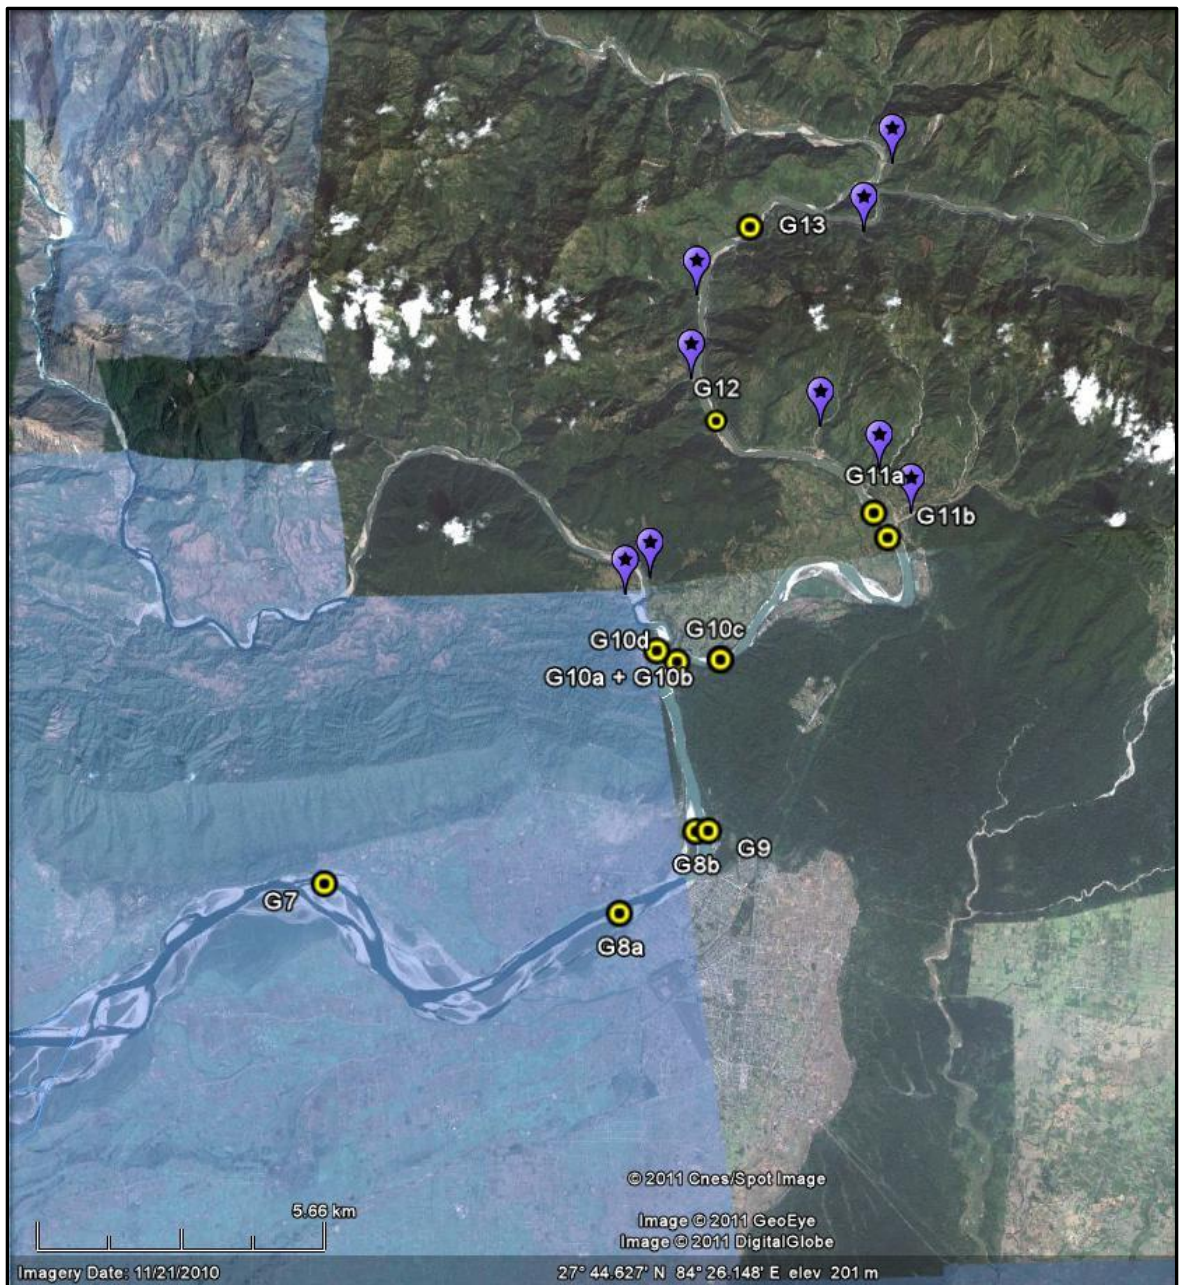 G13
G12
G11a
G11b
G10d
G10c
G10a + G10b
G9
G8b
G7
G8a
© 2011 Cnes/Spot Image
5.66 km
Image © 2011 GeoEye
Image © 2011 DigitalGlobe
Imagery Date: 11/21/2010
27° 44.627' N 84° 26.148' E elev 201 m